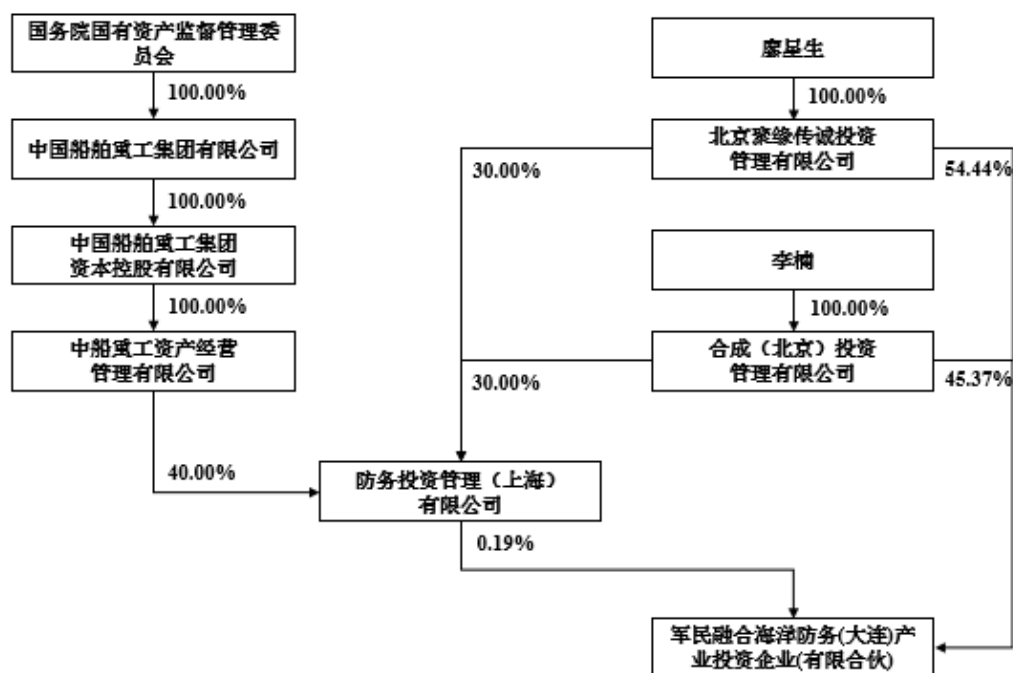 国务院国有资产监督管理委
员会
廖星生
100.00%
100.00%
中国船舶重工集团有限公司
北京聚缘传诚投资
管理有限公司
30.00%
54.44%
100.00%
中国船舶重工集团
资本控股有限公司
李楠
100.00%
100.00%
中船重工资产经营
管理有限公司
合成（北京）投资
管理有限公司
30.00%
45.37%
40.00%
防务投资管理（上海）
有限公司
0.19%
军民融合海洋防务(大连)产
业投资企业(有限合伙)